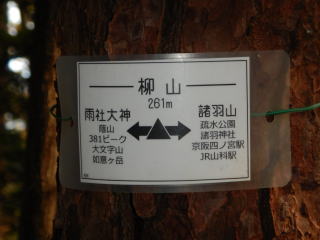 柳山
261m
雨社大神
蔭山
381ピーク
大文字山
如意ヶ岳
諸羽山
疏水公園
諸羽神社
京阪四ノ宮駅
JR山科駅